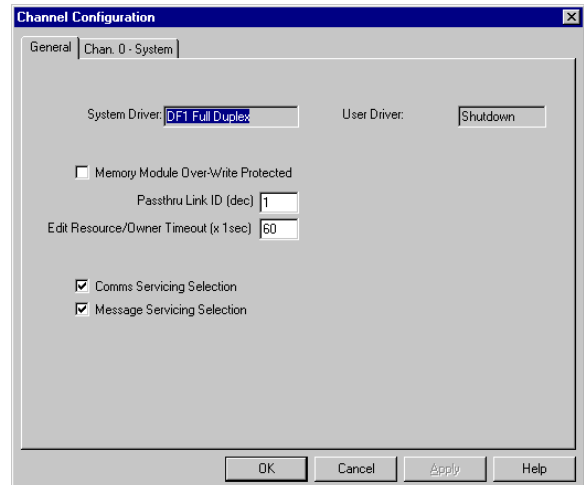 Channel Configuration
General Chan. 0 - System
System Driver: DF1 Full Duplex User Driver: Shutdown
Memory Module Over-Write Protected
Passthru Link ID (dec) 1
Edit Resource/Owner Timeout (x 1sec) 60
Comms Servicing Selection
Message Servicing Selection
OK Cancel Apply Help